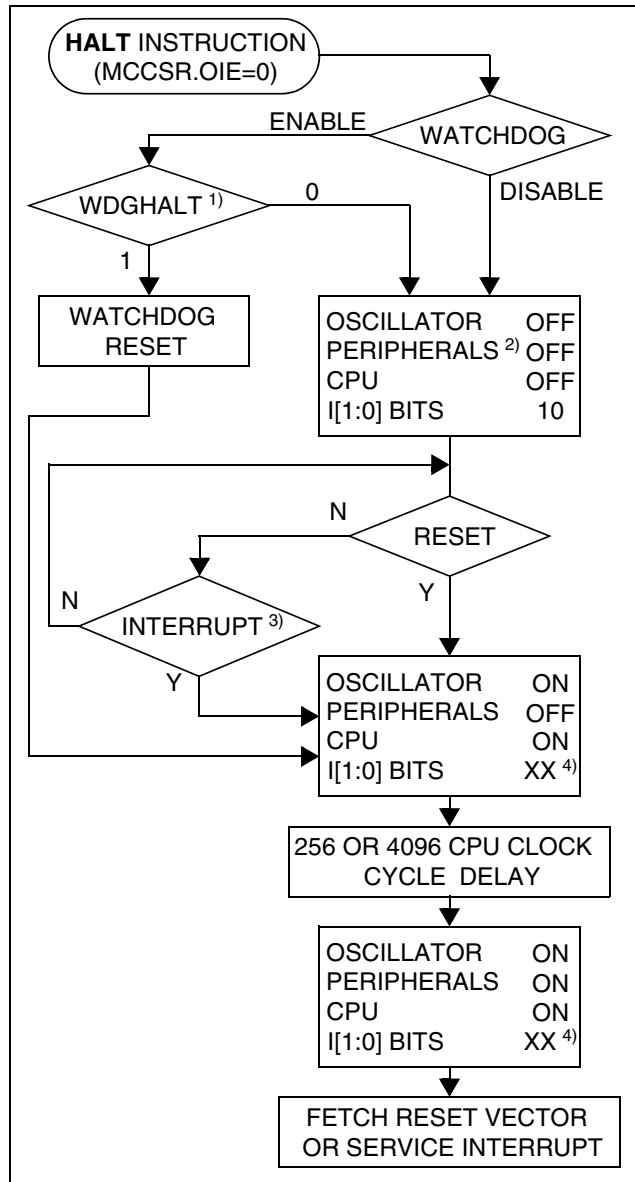 HALT INSTRUCTION
(MCCSR.OIE=0)
ENABLE
WATCHDOG
WDGHALT 1)
0
DISABLE
1
WATCHDOG
RESET
OSCILLATOR OFF
PERIPHERALS 2) OFF
CPU OFF
I[1:0] BITS 10
N
RESET
N
Y
INTERRUPT 3)
Y
OSCILLATOR ON
PERIPHERALS OFF
CPU ON
I[1:0] BITS XX 4)
256 OR 4096 CPU CLOCK
CYCLE DELAY
OSCILLATOR ON
PERIPHERALS ON
CPU ON
I[1:0] BITS XX 4)
FETCH RESET VECTOR
OR SERVICE INTERRUPT